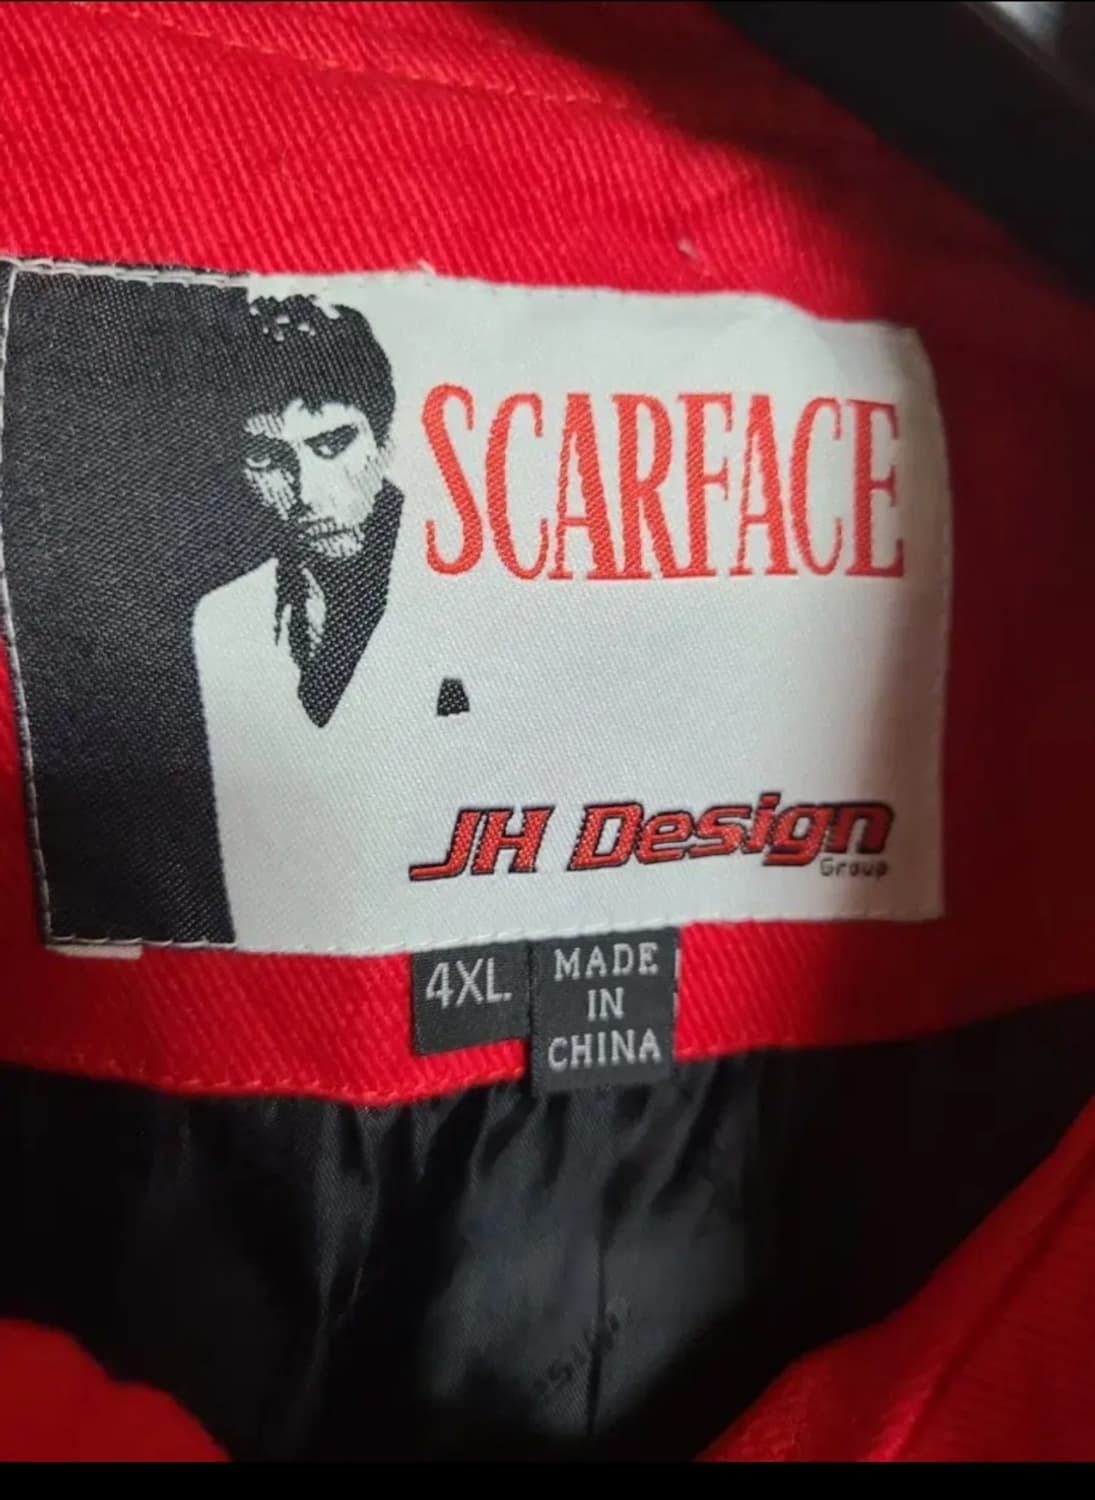 SCARFACE
JH Design
Group
4XL
MADE
IN
CHINA